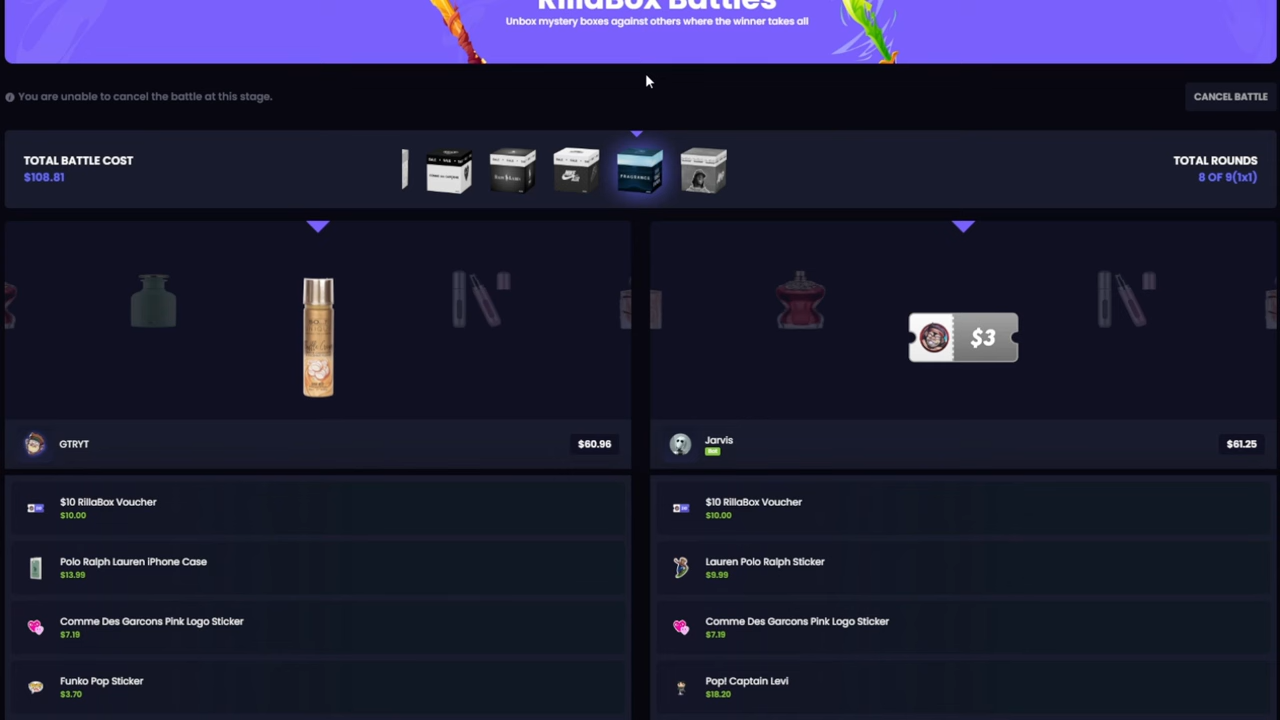 RillaBox Battles
Unbox mystery boxes against others where the winner takes all
You are unable to cancel the battle at this stage.
CANCEL BATTLE
TOTAL BATTLE COST
$108.81
FRAGRANCE
TOTAL ROUNDS
8 OF 9(1x1)
$3
GTRYT
$60.96
Jarvis
Bot
$61.25
$10 RillaBox Voucher
$10.00
$10 RillaBox Voucher
$10.00
Polo Ralph Lauren iPhone Case
$13.99
Lauren Polo Ralph Sticker
$9.99
Comme Des Garcons Pink Logo Sticker
$7.19
Comme Des Garcons Pink Logo Sticker
$7.19
Funko Pop Sticker
$3.70
Pop! Captain Levi
$18.20